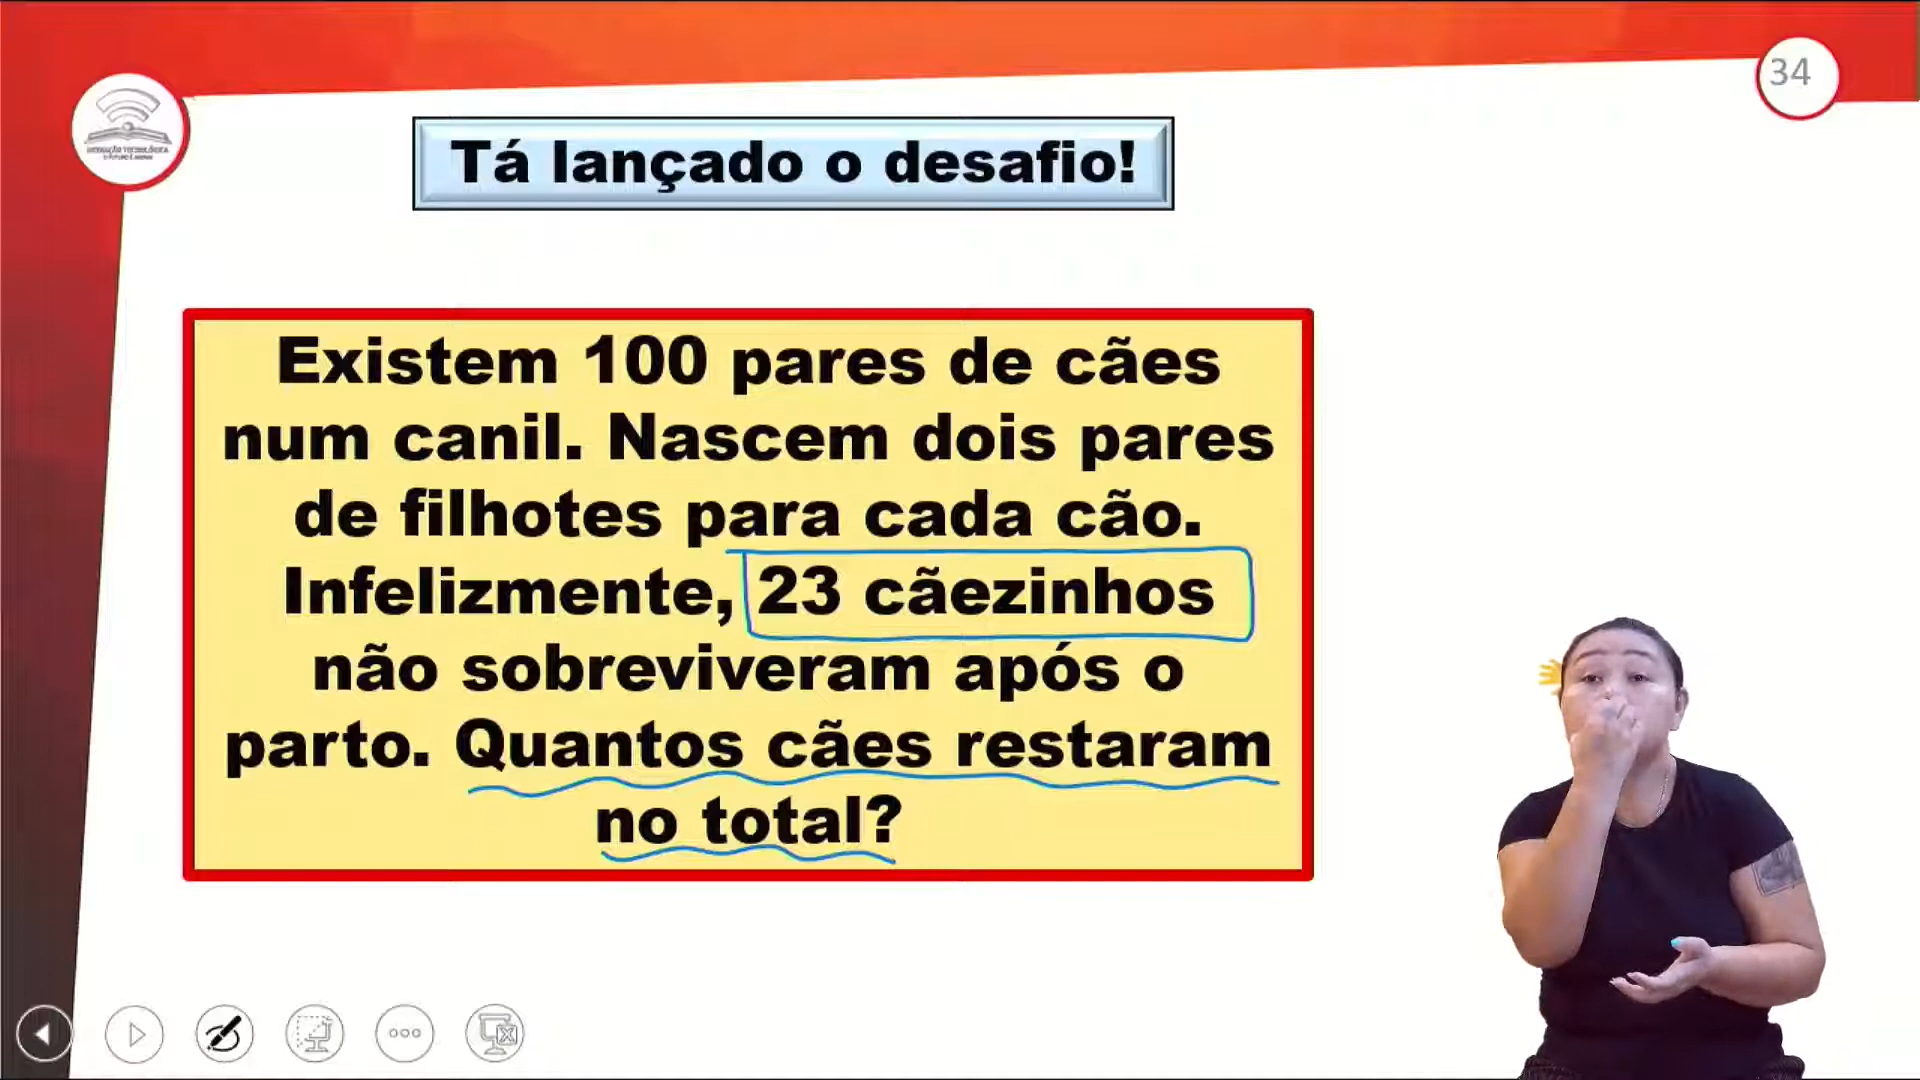 34
Tá lançado o desafio!
Existem 100 pares de cães
num canil. Nascem dois pares
de filhotes para cada cão.
Infelizmente, 23 cãezinhos
não sobreviveram após o
parto. Quantos cães restaram
no total?